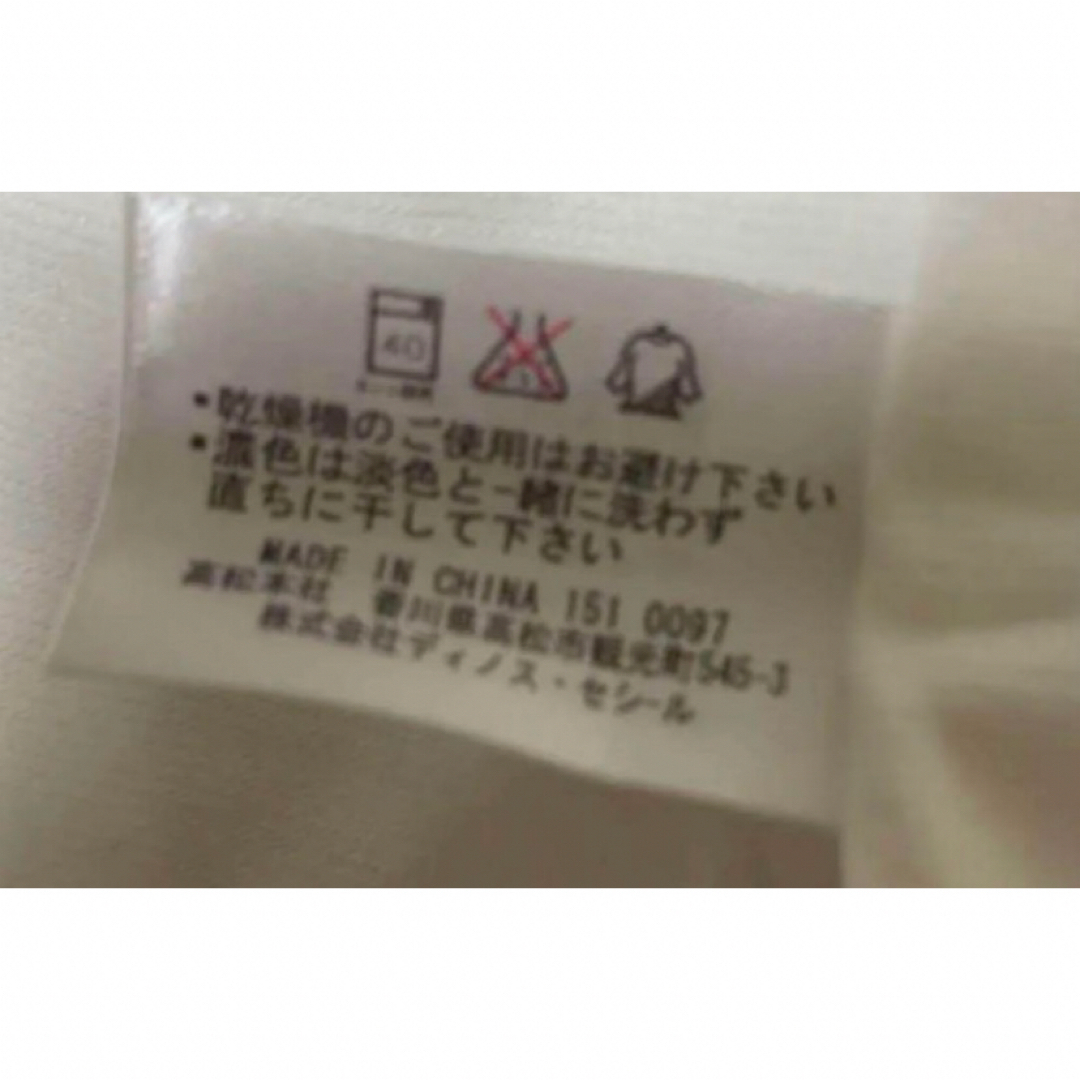 40
・乾燥機のご使用はお避け下さい
・濃色は淡色と一緒に洗わず
直ちに干して下さい
MADE IN CHINA 151 0097
高松本社 香川県高松市観光町545-3
株式会社ディノス・セシール